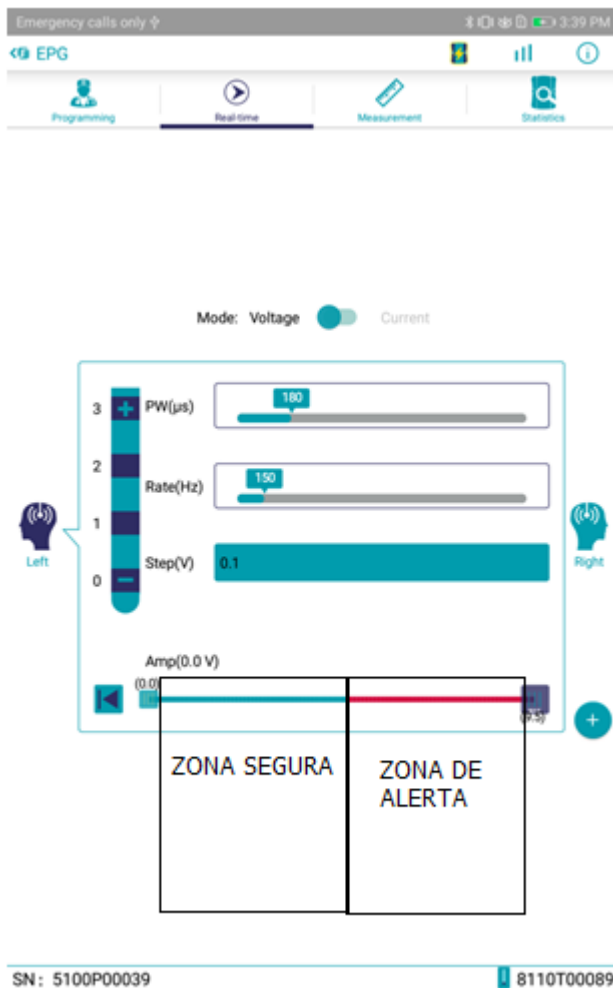 Emergency calls only
3:39 PM
EPG
Programming
Real-time
Measurement
Statistics
Mode: Voltage
Current
3
2
1
0
PW(μs)
180
Rate(Hz)
150
Step(V)
0.1
Left
Right
Amp(0.0 V)
(0.0)
(9.5)
ZONA SEGURA
ZONA DE
ALERTA
SN: 5100P00039
8110T00089